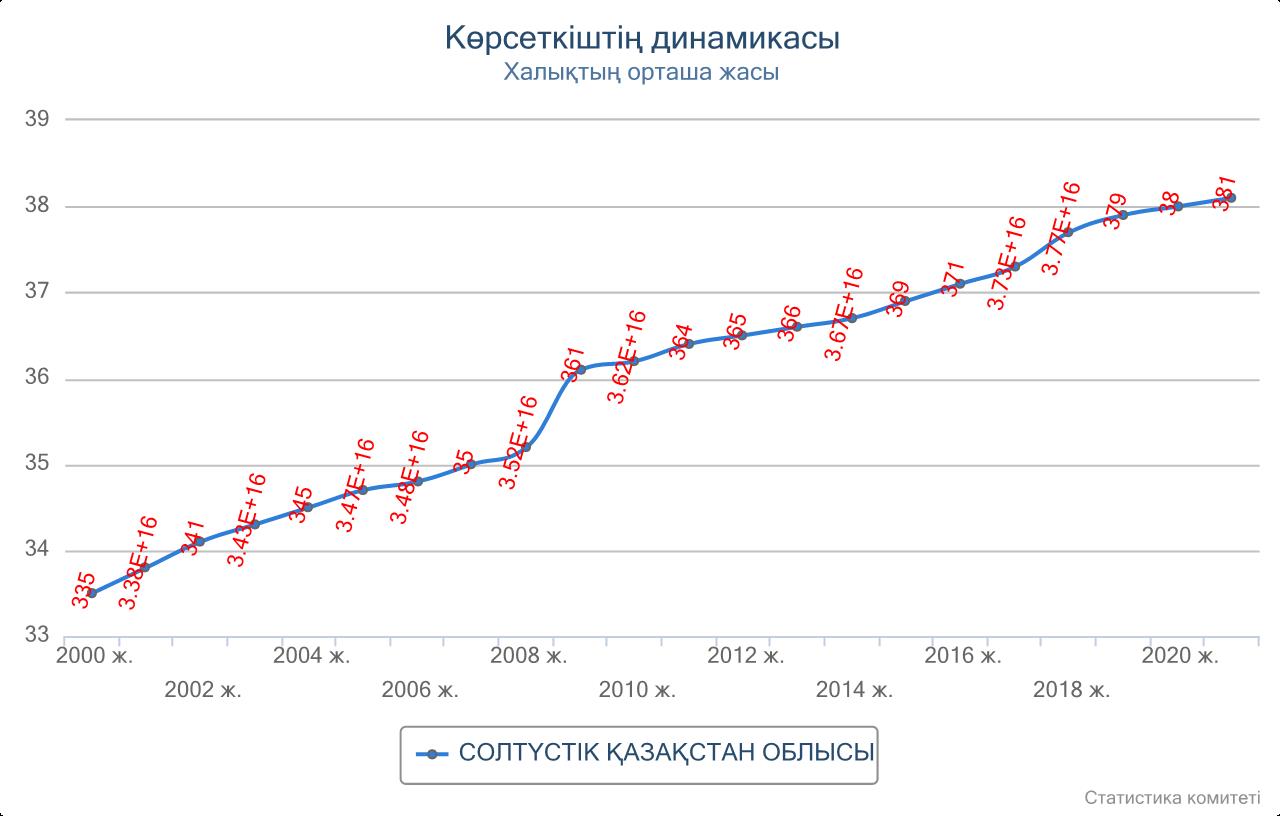 Көрсеткіштің динамикасы
Халықтың орташа жасы
39
38
37
36
35
34
33
335
3.38E+16
341
3.43E+16
345
3.47E+16
3.48E+16
35
3.52E+16
361
3.62E+16
364
365
366
3.67E+16
369
371
3.73E+16
3.77E+16
379
38
381
2000 ж. 2004 ж. 2008 ж. 2012 ж. 2016 ж. 2020 ж.
2002 ж. 2006 ж. 2010 ж. 2014 ж. 2018 ж.
СОЛТҮСТІК ҚАЗАҚСТАН ОБЛЫСЫ
Статистика комитеті